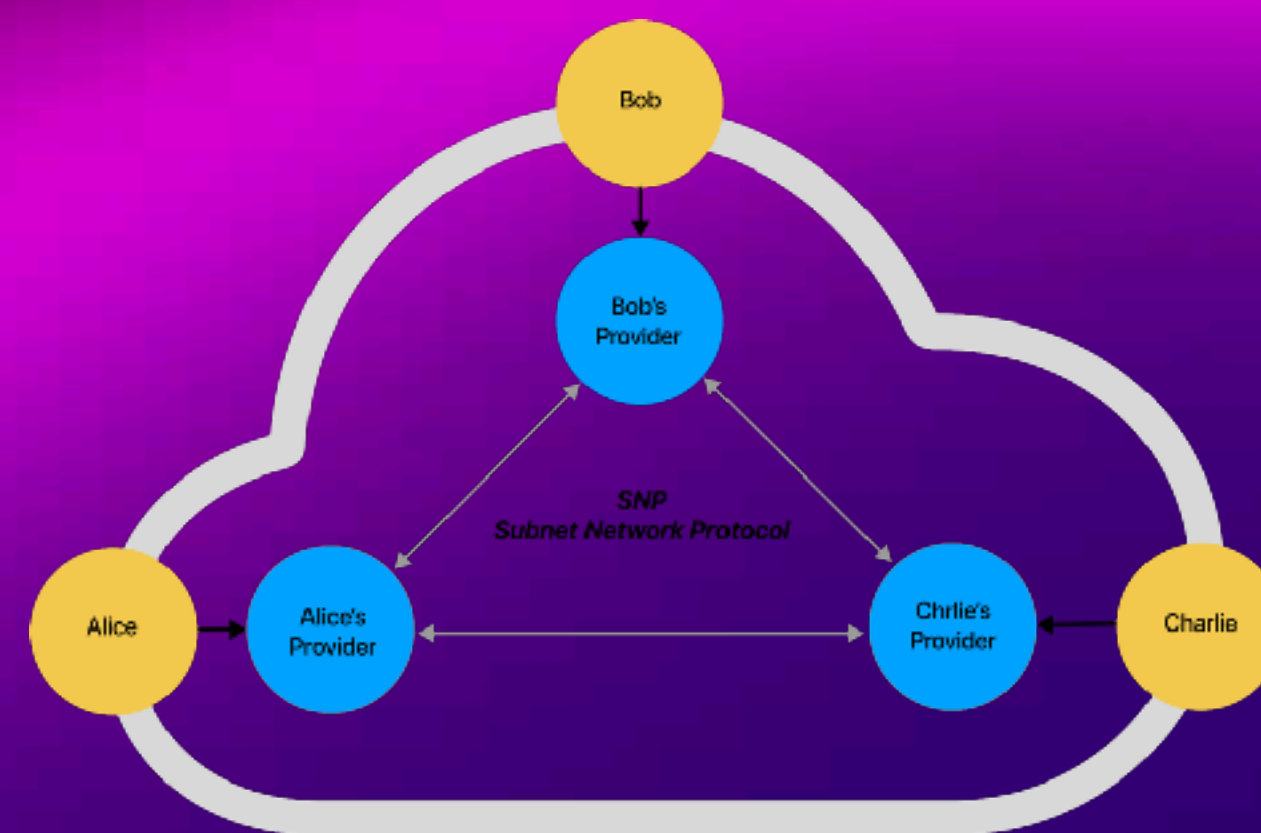 Bob
Bob's
Provider
SNP
Subnet Network Protocol
Alice
Alice's
Provider
Chrlie's
Provider
Charlie